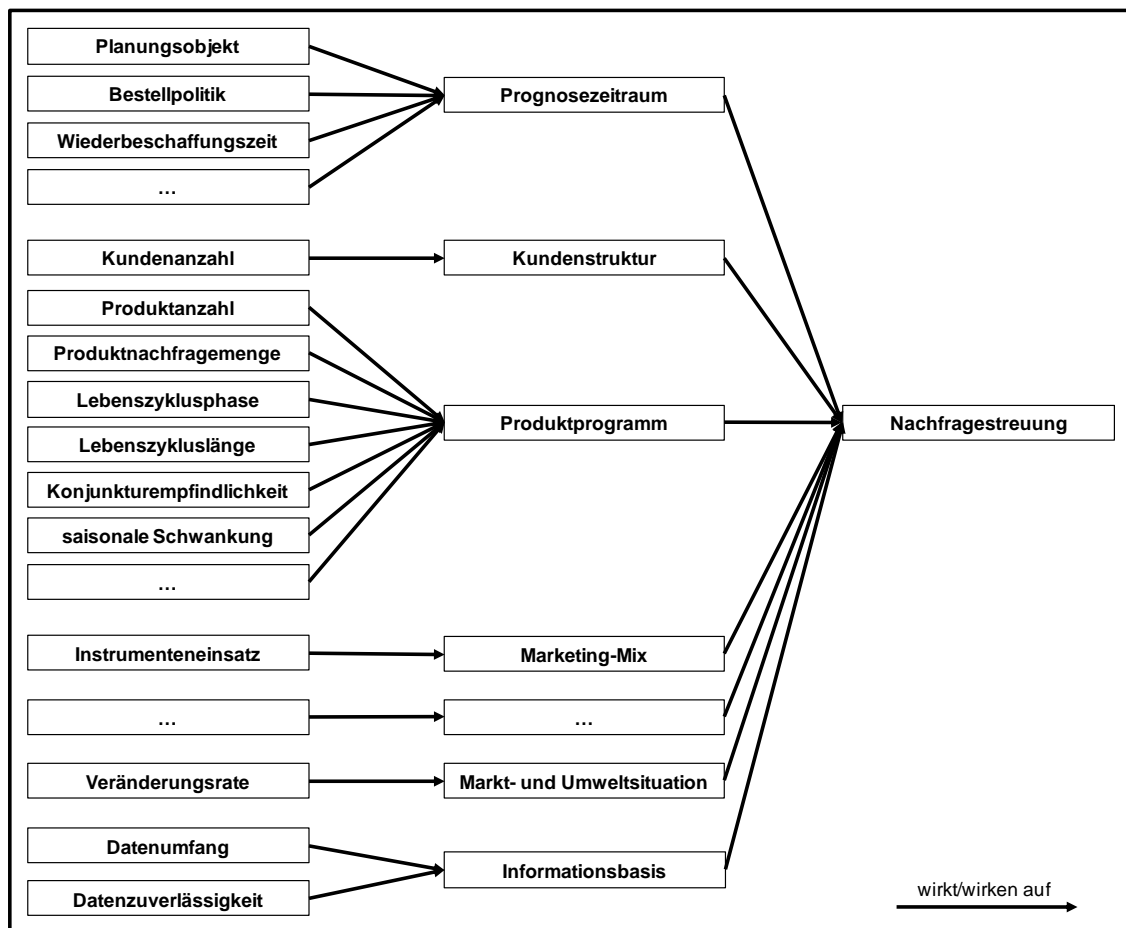 Planungsobjekt
Bestellpolitik
Wiederbeschaffungszeit
…
Prognosezeitraum
Kundenanzahl
Kundenstruktur
Produktanzahl
Produktnachfragemenge
Lebenszyklusphase
Lebenszykluslänge
Konjunkturempfindlichkeit
saisonale Schwankung
…
Produktprogramm
Nachfragestreuung
Instrumenteneinsatz
Marketing-Mix
…
…
Veränderungsrate
Markt- und Umweltsituation
Datenumfang
Datenzuverlässigkeit
Informationsbasis
wirkt/wirken auf